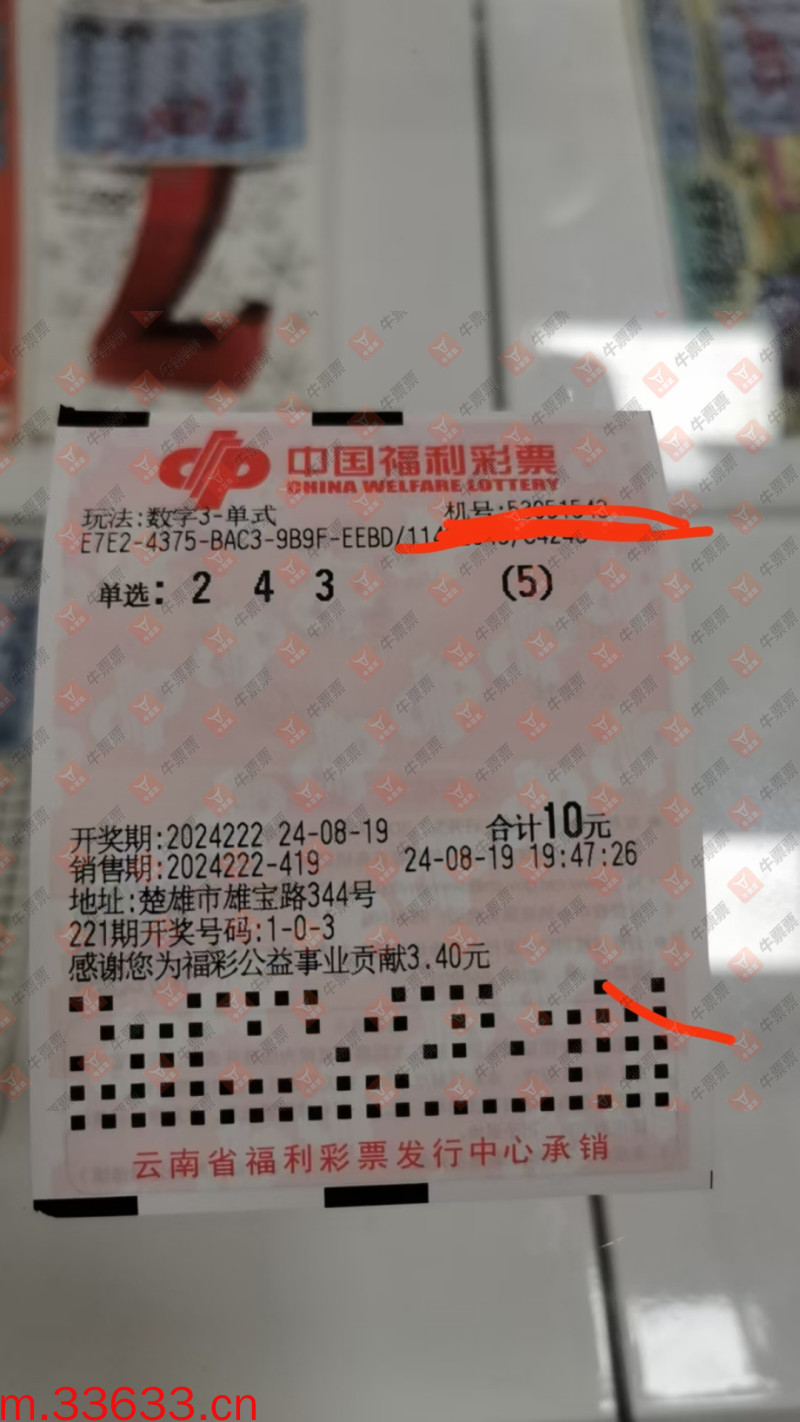 中国福利彩票
CHINA WELFARE LOTTERY
玩法:数字3-单式 机号:
E7E2-4375-BAC3-9B9F-EEBD/114
单选: 2 4 3 (5)
开奖期:2024222 24-08-19 合计10元
销售期:2024222-419 24-08-19 19:47:26
地址:楚雄市雄宝路344号
221期开奖号码:1-0-3
感谢您为福彩公益事业贡献3.40元
云南省福利彩票发行中心承销
牛票票
m.33633.cn